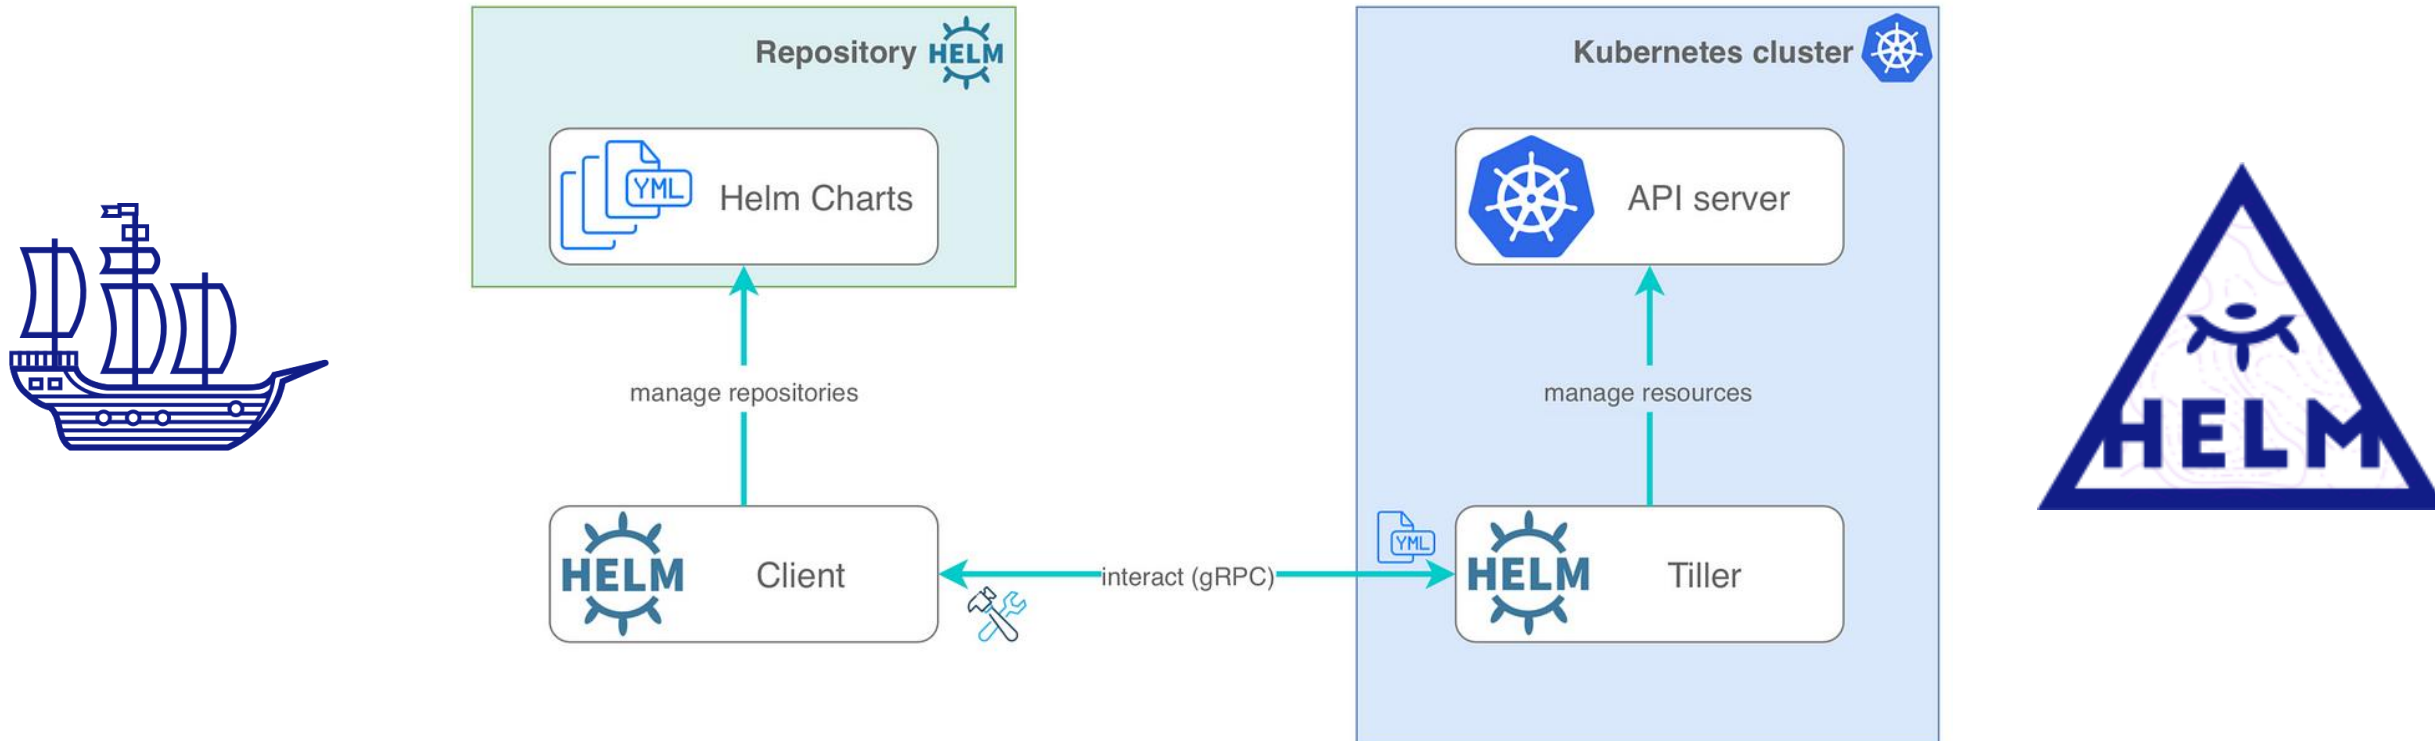 Repository HELM
Kubernetes cluster
YML Helm Charts
API server
manage repositories
manage resources
HELM
HELM Client
interact (gRPC)
YML
HELM Tiller